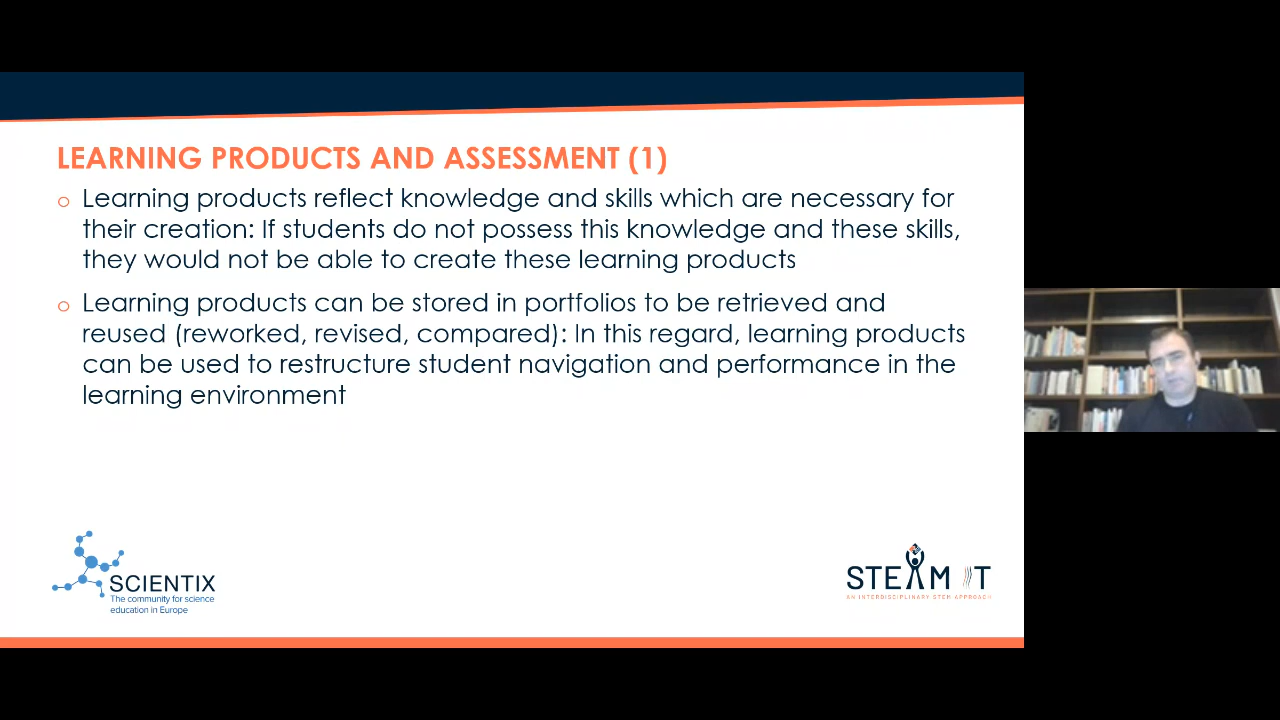 LEARNING PRODUCTS AND ASSESSMENT (1)
Learning products reflect knowledge and skills which are necessary for
their creation: If students do not possess this knowledge and these skills,
they would not be able to create these learning products
Learning products can be stored in portfolios to be retrieved and
reused (reworked, revised, compared): In this regard, learning products
can be used to restructure student navigation and performance in the
learning environment
SCIENTIX
The community for science
education in Europe
STEAM IT
AN INTERDISCIPLINARY STEM APPROACH